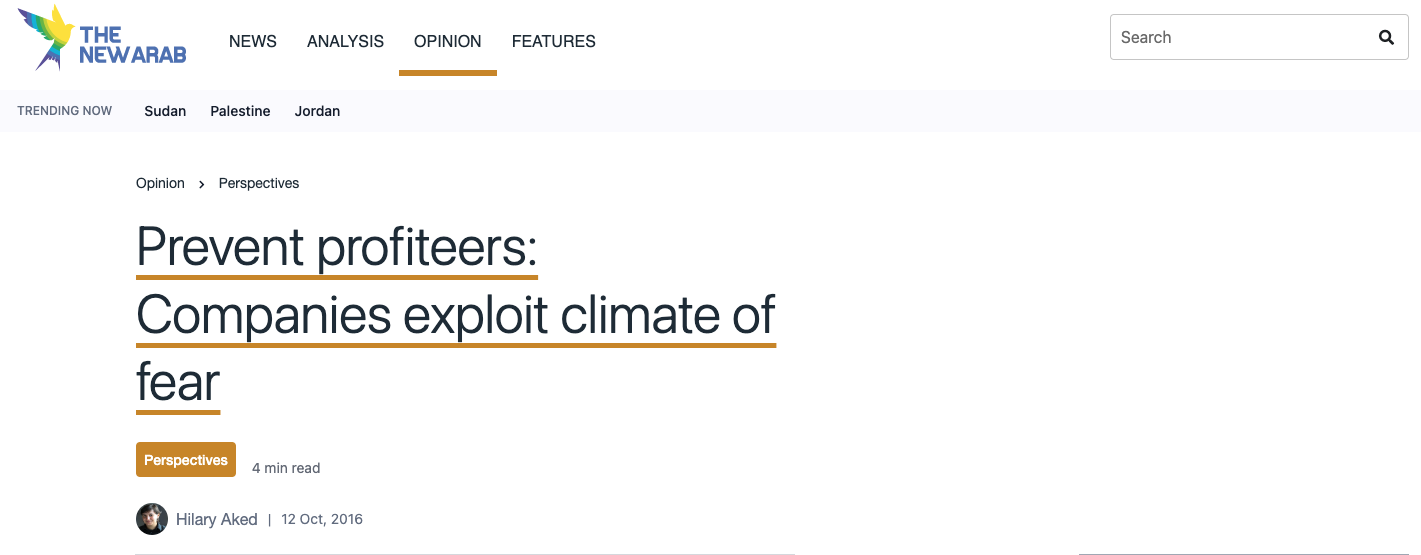 THE
NEW ARAB
NEWS ANALYSIS OPINION FEATURES
Search
TRENDING NOW Sudan Palestine Jordan
Opinion > Perspectives
Prevent profiteers:
Companies exploit climate of
fear
Perspectives 4 min read
Hilary Aked | 12 Oct, 2016